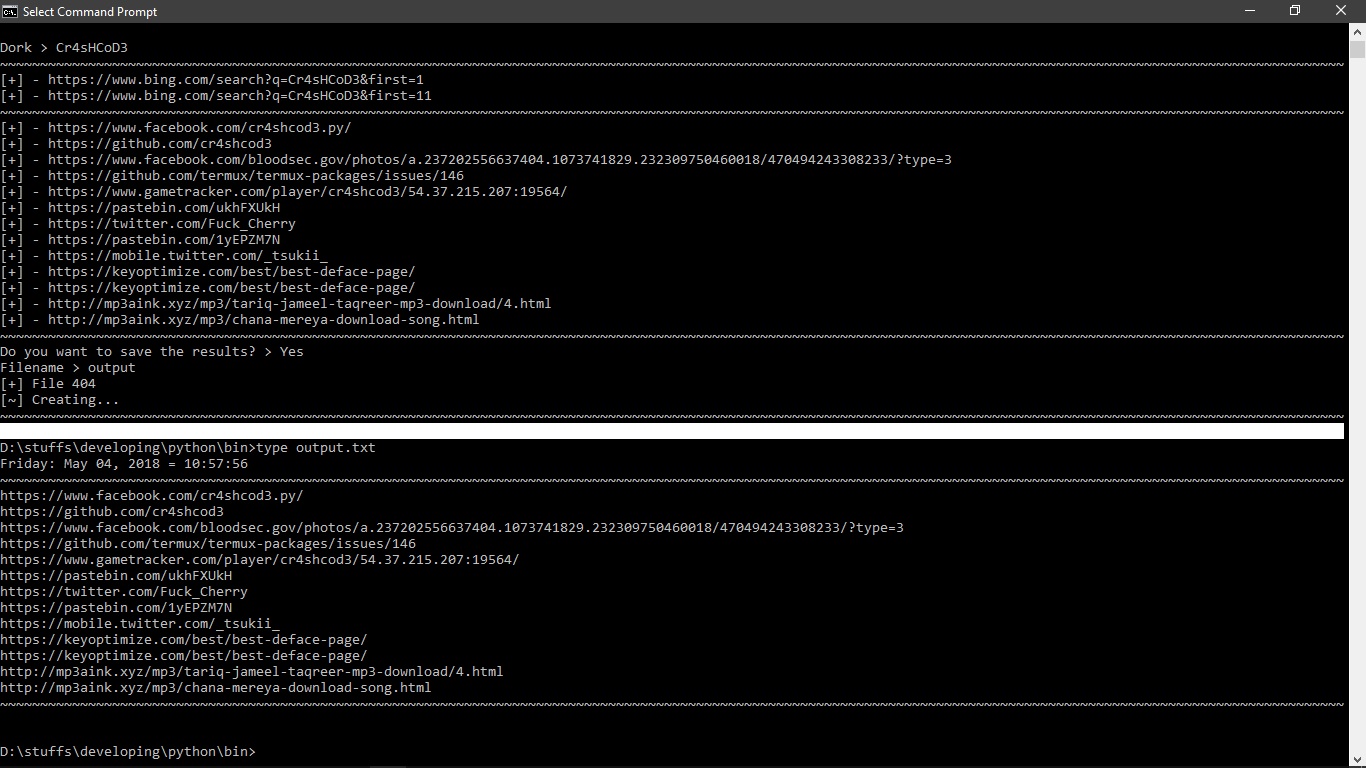 Select Command Prompt
Dork > Cr4sHCoD3
~~~~~~~~~~~~~~~~~~~~~~~~~~~~~~~~~~~~~~~~~~~~~~~~~~~~~~~~~~~~~~~~~~~~~~~~~~~~~~~~~~~~~~~~~~~~~~~~~~~~~~~~~~~~~~~~~~~~~~~~~~~~~~~~~~~~~~~~~~~~~~~~~~~~~~~~~~~~~~~~~~~~
[+] - https://www.bing.com/search?q=Cr4sHCoD3&first=1
[+] - https://www.bing.com/search?q=Cr4sHCoD3&first=11
~~~~~~~~~~~~~~~~~~~~~~~~~~~~~~~~~~~~~~~~~~~~~~~~~~~~~~~~~~~~~~~~~~~~~~~~~~~~~~~~~~~~~~~~~~~~~~~~~~~~~~~~~~~~~~~~~~~~~~~~~~~~~~~~~~~~~~~~~~~~~~~~~~~~~~~~~~~~~~~~~~~~
[+] - https://www.facebook.com/cr4shcod3.py/
[+] - https://github.com/cr4shcod3
[+] - https://www.facebook.com/bloodsec.gov/photos/a.237202556637404.1073741829.232309750460018/470494243308233/?type=3
[+] - https://github.com/termux/termux-packages/issues/146
[+] - https://www.gametracker.com/player/cr4shcod3/54.37.215.207:19564/
[+] - https://pastebin.com/ukhFXUkH
[+] - https://twitter.com/Fuck_Cherry
[+] - https://pastebin.com/1yEPZM7N
[+] - https://mobile.twitter.com/_tsukii_
[+] - https://keyoptimize.com/best/best-deface-page/
[+] - https://keyoptimize.com/best/best-deface-page/
[+] - http://mp3aink.xyz/mp3/tariq-jameel-taqreer-mp3-download/4.html
[+] - http://mp3aink.xyz/mp3/chana-mereya-download-song.html
~~~~~~~~~~~~~~~~~~~~~~~~~~~~~~~~~~~~~~~~~~~~~~~~~~~~~~~~~~~~~~~~~~~~~~~~~~~~~~~~~~~~~~~~~~~~~~~~~~~~~~~~~~~~~~~~~~~~~~~~~~~~~~~~~~~~~~~~~~~~~~~~~~~~~~~~~~~~~~~~~~~~
Do you want to save the results? > Yes
Filename > output
[+] File 404
[~] Creating...
~~~~~~~~~~~~~~~~~~~~~~~~~~~~~~~~~~~~~~~~~~~~~~~~~~~~~~~~~~~~~~~~~~~~~~~~~~~~~~~~~~~~~~~~~~~~~~~~~~~~~~~~~~~~~~~~~~~~~~~~~~~~~~~~~~~~~~~~~~~~~~~~~~~~~~~~~~~~~~~~~~~~
D:\stuffs\developing\python\bin>type output.txt
Friday: May 04, 2018 = 10:57:56
~~~~~~~~~~~~~~~~~~~~~~~~~~~~~~~~~~~~~~~~~~~~~~~~~~~~~~~~~~~~~~~~~~~~~~~~~~~~~~~~~~~~~~~~~~~~~~~~~~~~~~~~~~~~~~~~~~~~~~~~~~~~~~~~~~~~~~~~~~~~~~~~~~~~~~~~~~~~~~~~~~~~
https://www.facebook.com/cr4shcod3.py/
https://github.com/cr4shcod3
https://www.facebook.com/bloodsec.gov/photos/a.237202556637404.1073741829.232309750460018/470494243308233/?type=3
https://github.com/termux/termux-packages/issues/146
https://www.gametracker.com/player/cr4shcod3/54.37.215.207:19564/
https://pastebin.com/ukhFXUkH
https://twitter.com/Fuck_Cherry
https://pastebin.com/1yEPZM7N
https://mobile.twitter.com/_tsukii_
https://keyoptimize.com/best/best-deface-page/
https://keyoptimize.com/best/best-deface-page/
http://mp3aink.xyz/mp3/tariq-jameel-taqreer-mp3-download/4.html
http://mp3aink.xyz/mp3/chana-mereya-download-song.html
~~~~~~~~~~~~~~~~~~~~~~~~~~~~~~~~~~~~~~~~~~~~~~~~~~~~~~~~~~~~~~~~~~~~~~~~~~~~~~~~~~~~~~~~~~~~~~~~~~~~~~~~~~~~~~~~~~~~~~~~~~~~~~~~~~~~~~~~~~~~~~~~~~~~~~~~~~~~~~~~~~~~
D:\stuffs\developing\python\bin>